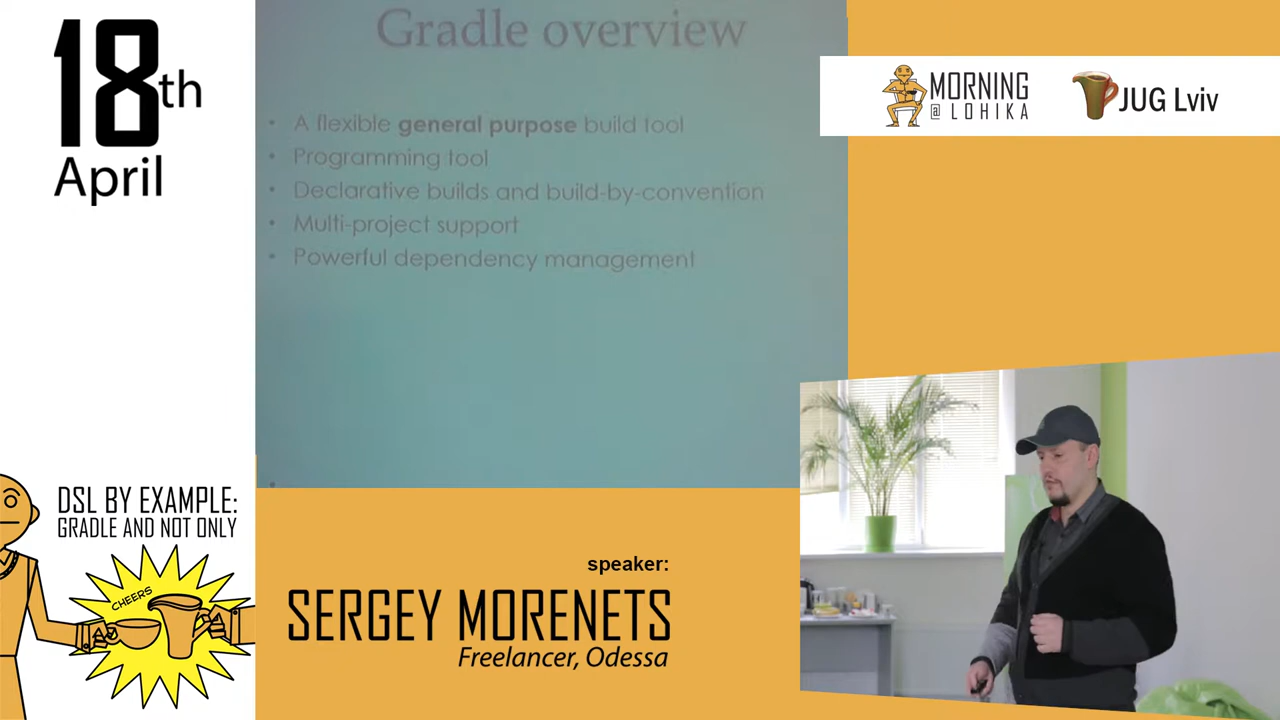 18th
April
Gradle overview
• A flexible general purpose build tool
• Programming tool
• Declarative builds and build-by-convention
• Multi-project support
• Powerful dependency management
MORNING
@ LOHIKA
JUG Lviv
DSL BY EXAMPLE:
GRADLE AND NOT ONLY
CHEERS
speaker:
SERGEY MORENETS
Freelancer, Odessa